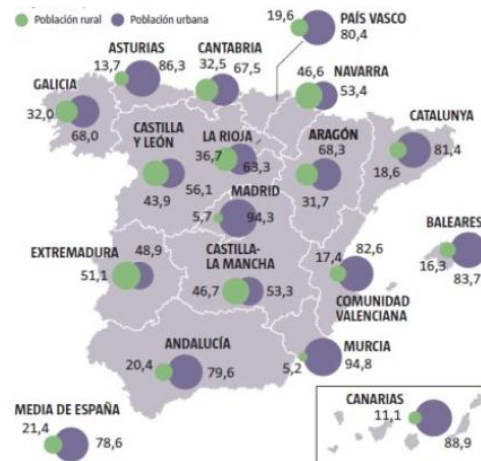 Población rural
Población urbana
19,6
PAÍS VASCO
80,4
ASTURIAS
13,7
86,3
CANTABRIA
32,5
67,5
46,6
NAVARRA
53,4
GALICIA
32,0
68,0
CASTILLA
Y LEÓN
43,9
56,1
LA RIOJA
36,7
63,3
ARAGÓN
68,3
31,7
CATALUNYA
81,4
18,6
MADRID
5,7
94,3
BALEARES
16,3
83,7
EXTREMADURA
48,9
51,1
CASTILLA-
LA MANCHA
46,7
53,3
17,4
82,6
COMUNIDAD
VALENCIANA
ANDALUCÍA
20,4
79,6
MURCIA
5,2
94,8
MEDIA DE ESPAÑA
21,4
78,6
CANARIAS
11,1
88,9